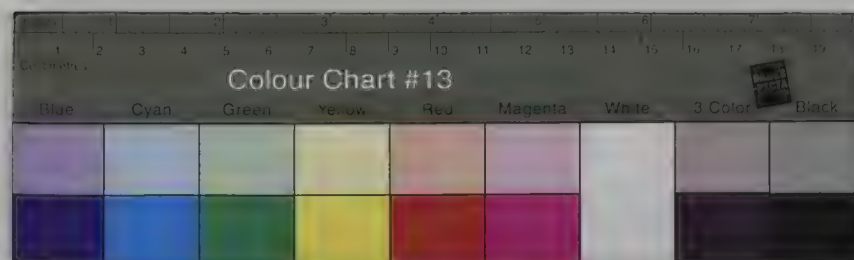 1 2 3 4 5 6 7
1 2 3 4 5 6 7 8 9 10 11 12 13 14 15 16 17 18 19
Centimetres
Colour Chart #13
Blue Cyan Green Yellow Red Magenta White 3 Color Black